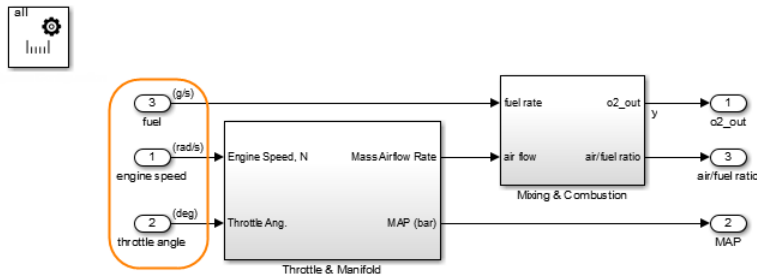 all
3
(g/s)
fuel
1
(rad/s)
engine speed
2
(deg)
throttle angle
Engine Speed, N
Mass Airflow Rate
Throttle Ang.
MAP (bar)
Throttle & Manifold
fuel rate
o2_out
air flow
air/fuel ratio
Mixing & Combustion
y
1
o2_out
3
air/fuel ratio
2
MAP